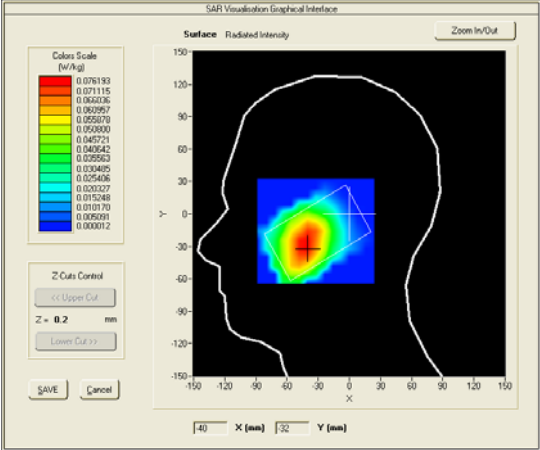 SAR Visualisation Graphical Interface
Surface Radiated Intensity
Zoom In/Out
Colors Scale
(W/kg)
0.076193
0.071115
0.066036
0.060957
0.055878
0.050800
0.045721
0.040642
0.035563
0.030485
0.025406
0.020327
0.015248
0.010170
0.005091
0.000012
Z-Cuts Control
<< Upper Cut
Z = 0.2 mm
Lower Cut >>
SAVE Cancel
150
120
90
60
30
0
-30
-60
-90
-120
-150
Y
-150 -120 -90 -60 -30 0 30 60 90 120 150
X
-40 X (mm) -32 Y (mm)